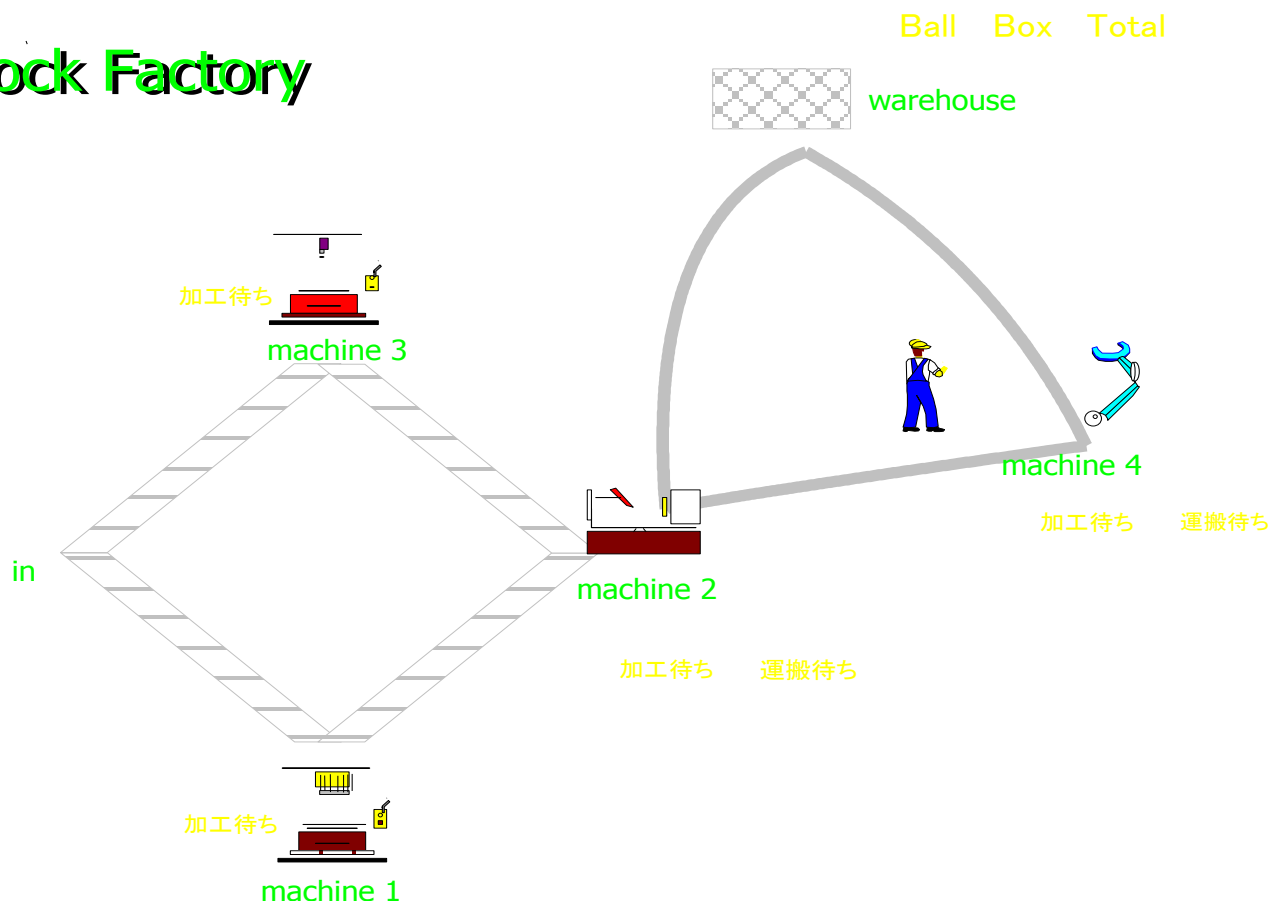 Ball Box Total
ock Factory
warehouse
加工待ち
machine 3
machine 4
加工待ち 運搬待ち
in
machine 2
加工待ち 運搬待ち
加工待ち
machine 1